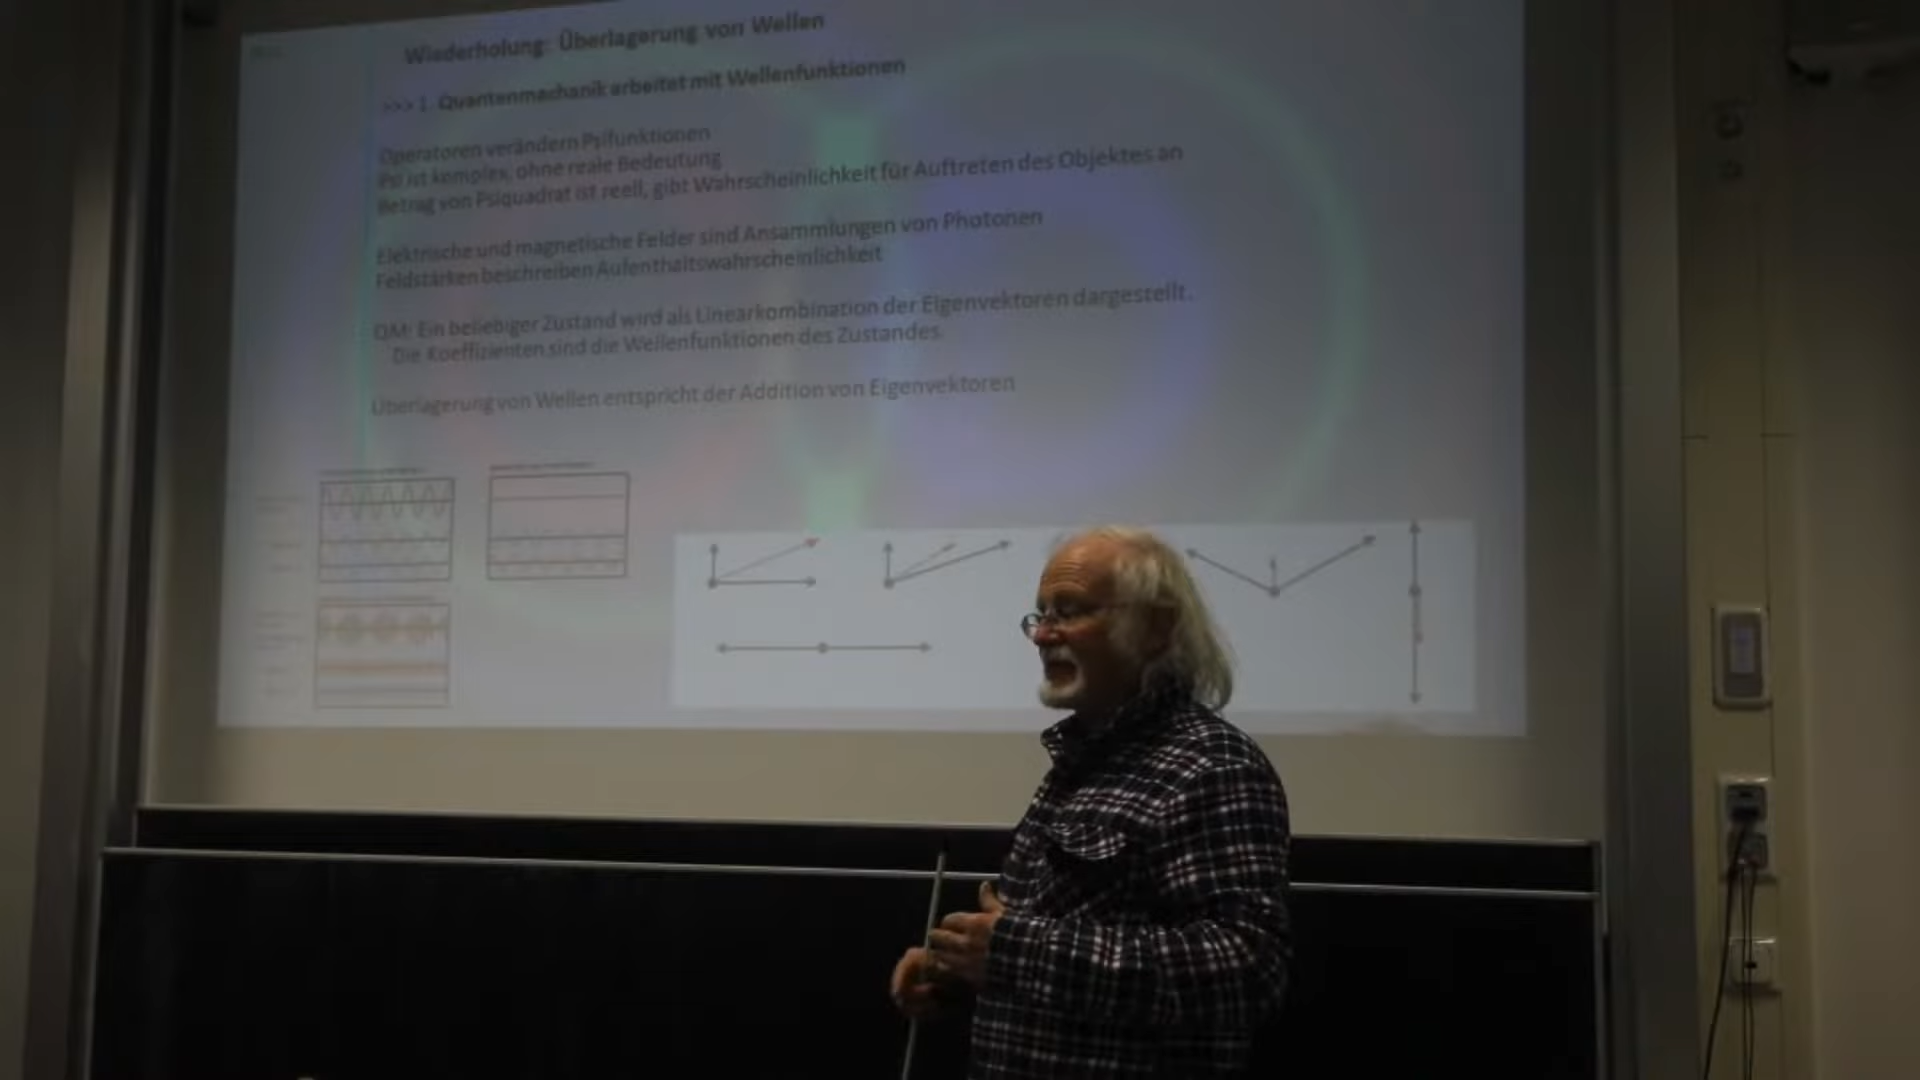 Wiederholung: Überlagerung von Wellen
>>> 1. Quantenmechanik arbeitet mit Wellenfunktionen
Operatoren verändern Psifunktionen
Psi ist komplex, ohne reale Bedeutung
Betrag von Psiquadrat ist reell, gibt Wahrscheinlichkeit für Auftreten des Objektes an
Elektrische und magnetische Felder sind Ansammlungen von Photonen
Feldstärken beschreiben Aufenthaltswahrscheinlichkeit
QM: Ein beliebiger Zustand wird als Linearkombination der Eigenvektoren dargestellt.
Die Koeffizienten sind die Wellenfunktionen des Zustandes.
Überlagerung von Wellen entspricht der Addition von Eigenvektoren